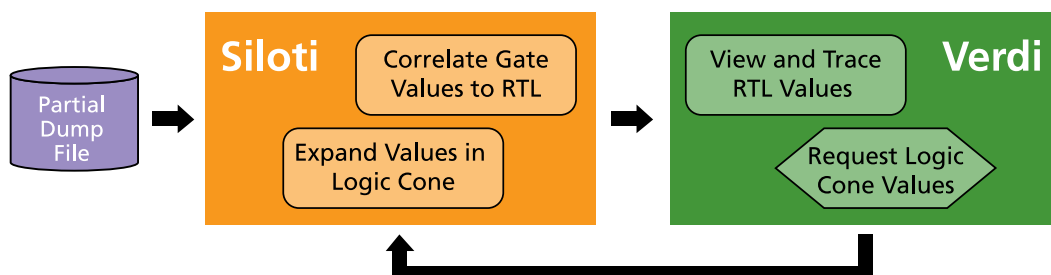 Partial
Dump
File
Siloti
Correlate Gate
Values to RTL
Expand Values in
Logic Cone
View and Trace
RTL Values
Verdi
Request Logic
Cone Values